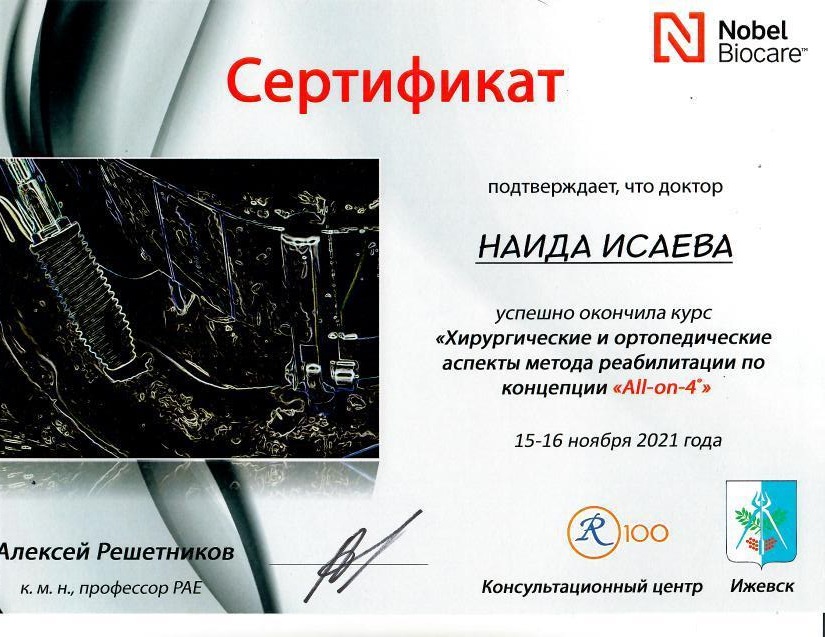 Nobel
Biocare™
Сертификат
подтверждает, что доктор
НАИДА ИСАЕВА
успешно окончила курс
«Хирургические и ортопедические
аспекты метода реабилитации по
концепции «All-on-4®»
15-16 ноября 2021 года
R100
Алексей Решетников
к. м. н., профессор РАЕ
Консультационный центр
Ижевск